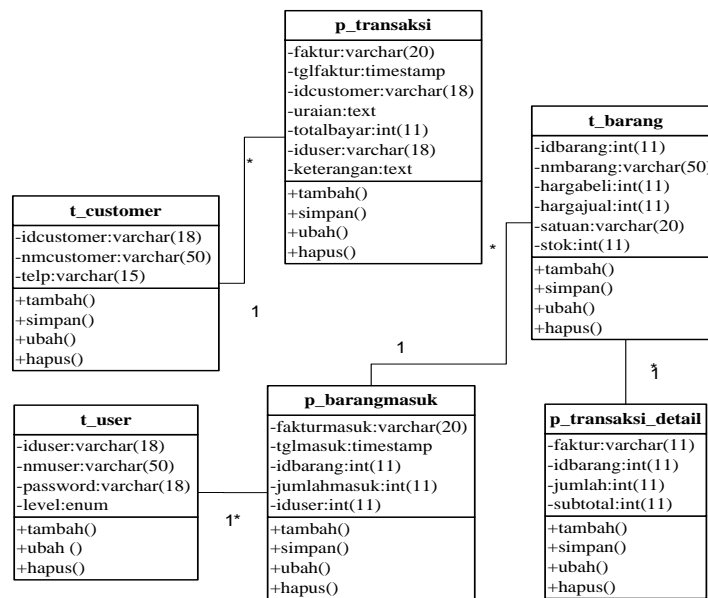 p_transaksi
-faktur:varchar(20)
-tglfaktur:timestamp
-idcustomer:varchar(18)
-uraian:text
-totalbayar:int(11)
-iduser:varchar(18)
-keterangan:text
+tambah()
+simpan()
+ubah()
+hapus()
t_barang
-idbarang:int(11)
-nmbarang:varchar(50)
-hargabeli:int(11)
-hargajual:int(11)
-satuan:varchar(20)
-stok:int(11)
+tambah()
+simpan()
+ubah()
+hapus()
t_customer
-idcustomer:varchar(18)
-nmcustomer:varchar(50)
-telp:varchar(15)
+tambah()
+simpan()
+ubah()
+hapus()
*
1
*
1
*
1
t_user
-iduser:varchar(18)
-nmuser:varchar(50)
-password:varchar(18)
-level:enum
+tambah()
+ubah ()
+hapus()
1*
p_barangmasuk
-fakturmasuk:varchar(20)
-tglmasuk:timestamp
-idbarang:int(11)
-jumlahmasuk:int(11)
-iduser:int(11)
+tambah()
+simpan()
+ubah()
+hapus()
p_transaksi_detail
-faktur:varchar(11)
-idbarang:int(11)
-jumlah:int(11)
-subtotal:int(11)
+tambah()
+simpan()
+ubah()
+hapus()